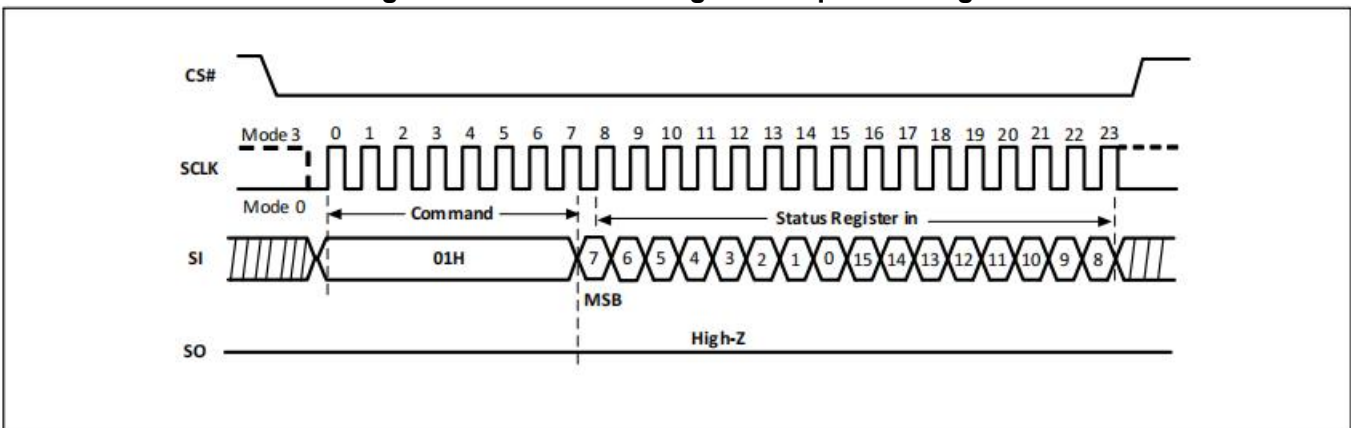 CS#
Mode 3 0 1 2 3 4 5 6 7 8 9 10 11 12 13 14 15 16 17 18 19 20 21 22 23
SCLK
Mode 0
Command
Status Register in
SI 01H 7 6 5 4 3 2 1 0 15 14 13 12 11 10 9 8
MSB
High-Z
SO